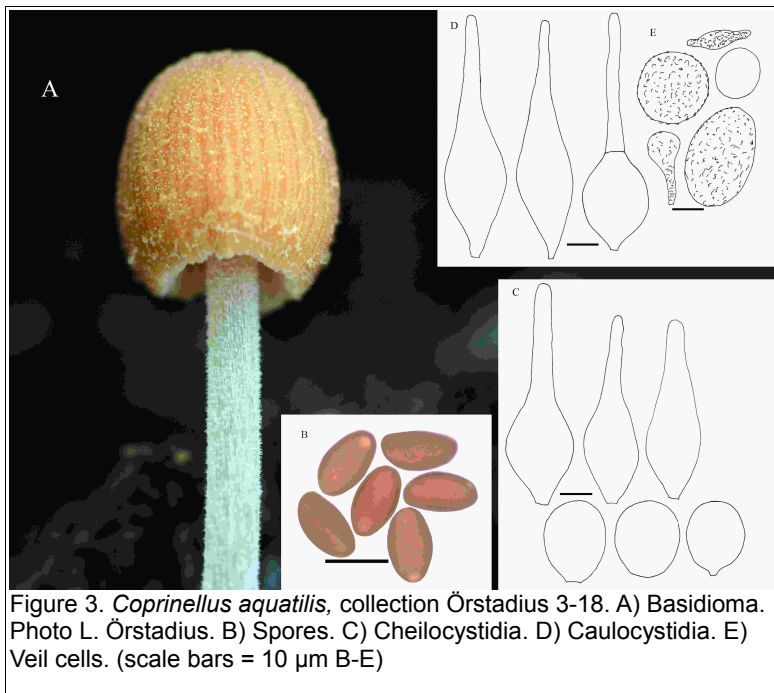 A
D
E
C
B
Figure 3. Coprinellus aquatilis, collection Örstadius 3-18. A) Basidioma.
Photo L. Örstadius. B) Spores. C) Cheilocystidia. D) Caulocystidia. E)
Veil cells. (scale bars = 10 µm B-E)